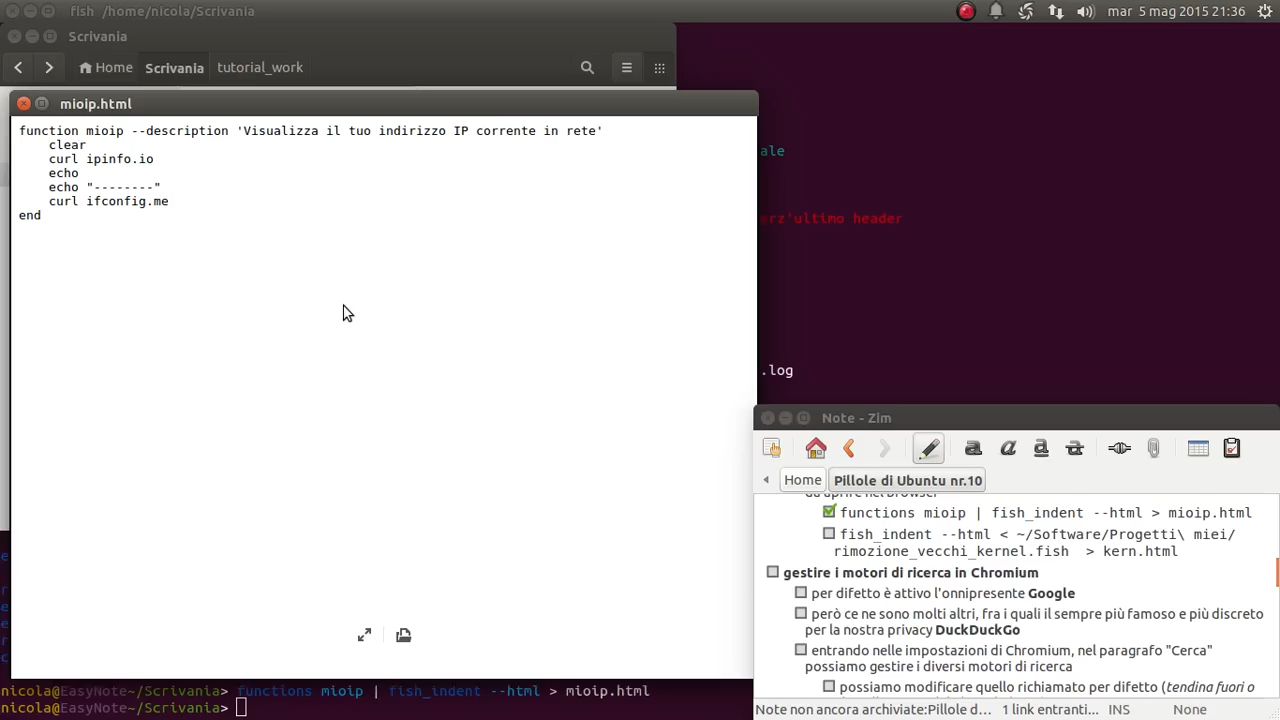 fish /home/nicola/Scrivania
mar 5 mag 2015 21:36
Scrivania
Home Scrivania tutorial_work
mioip.html
function mioip --description 'Visualizza il tuo indirizzo IP corrente in rete'
clear
curl ipinfo.io
echo
echo "--------"
curl ifconfig.me
end
ale
erz'ultimo header
.log
Note - Zim
Home Pillole di Ubuntu nr.10
da aprire nel Browser
functions mioip | fish_indent --html > mioip.html
fish_indent --html < ~/Software/Progetti\ miei/
rimozione_vecchi_kernel.fish > kern.html
gestire i motori di ricerca in Chromium
per difetto è attivo l'onnipresente Google
però ce ne sono molti altri, fra i quali il sempre più famoso e più discreto
per la nostra privacy DuckDuckGo
entrando nelle impostazioni di Chromium, nel paragrafo "Cerca"
possiamo gestire i diversi motori di ricerca
possiamo modificare quello richiamato per difetto (tendina fuori o
nicola@EasyNote~/Scrivania> functions mioip | fish_indent --html > mioip.html
nicola@EasyNote~/Scrivania>
Note non ancora archiviate:Pillole d... 1 link entranti... INS None